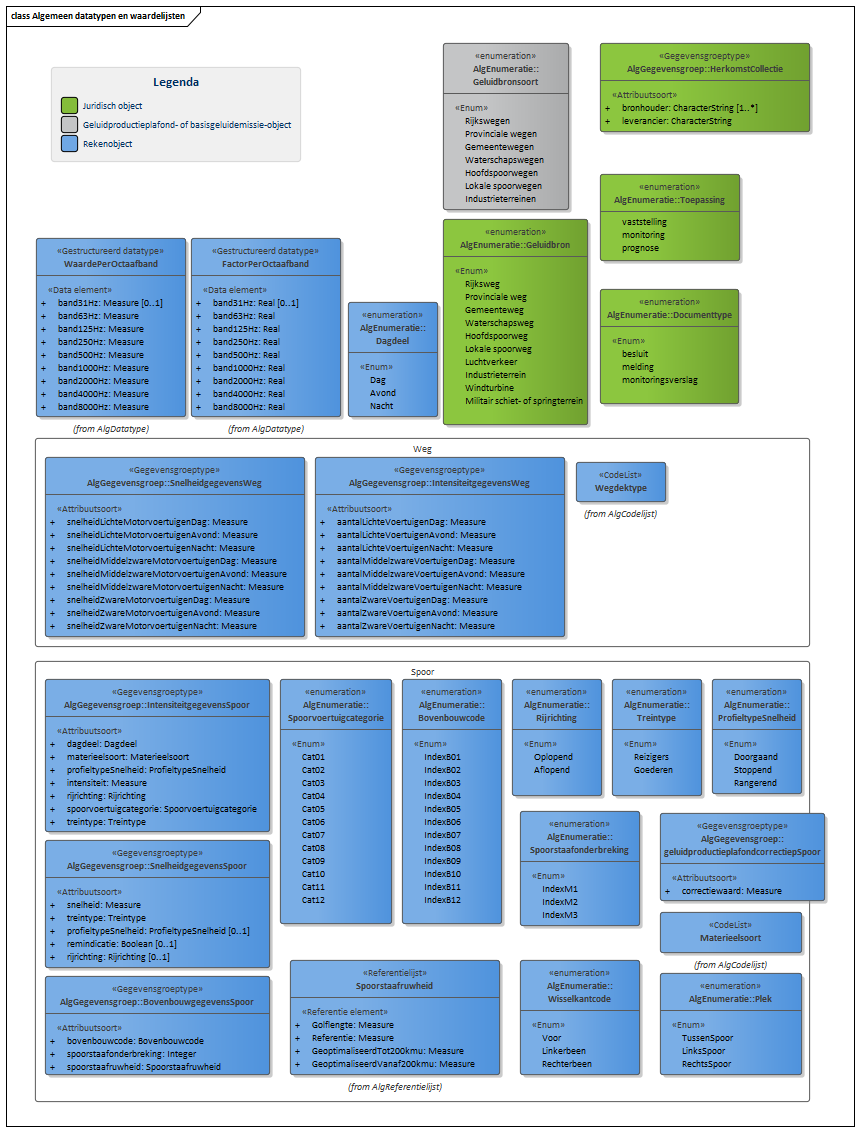 class Algemeen datatypen en waardelijsten
Legenda
Juridisch object
Geluidproductieplafond- of basisgeluidemissie-object
Rekenobject
«enumeration»
AlgEnumeratie::
Geluidbronsoort
«Enum»
Rijkswegen
Provinciale wegen
Gemeentewegen
Waterschapswegen
Hoofdspoorwegen
Lokale spoorwegen
Industrieterreinen
«Gegevensgroeptype»
AlgGegevensgroep::HerkomstCollectie
«Attribuutsoort»
+ bronhouder: CharacterString [1..*]
+ leverancier: CharacterString
«enumeration»
AlgEnumeratie::Toepassing
vaststelling
monitoring
prognose
«Gestructureerd datatype»
WaardePerOctaafband
«Data element»
+ band31Hz: Measure [0..1]
+ band63Hz: Measure
+ band125Hz: Measure
+ band250Hz: Measure
+ band500Hz: Measure
+ band1000Hz: Measure
+ band2000Hz: Measure
+ band4000Hz: Measure
+ band8000Hz: Measure
(from AlgDatatype)
«Gestructureerd datatype»
FactorPerOctaafband
«Data element»
+ band31Hz: Real [0..1]
+ band63Hz: Real
+ band125Hz: Real
+ band250Hz: Real
+ band500Hz: Real
+ band1000Hz: Real
+ band2000Hz: Real
+ band4000Hz: Real
+ band8000Hz: Real
(from AlgDatatype)
«enumeration»
AlgEnumeratie::
Dagdeel
«Enum»
Dag
Avond
Nacht
«enumeration»
AlgEnumeratie::Geluidbron
«Enum»
Rijksweg
Provinciale weg
Gemeenteweg
Waterschapsweg
Hoofdspoorweg
Lokale spoorweg
Luchtverkeer
Industrieterrein
Windturbine
Militair schiet- of springterrein
«enumeration»
AlgEnumeratie::Documenttype
«Enum»
besluit
melding
monitoringsverslag
Weg
«Gegevensgroeptype»
AlgGegevensgroep::SnelheidgegevensWeg
«Attribuutsoort»
+ snelheidLichteMotorvoertuigenDag: Measure
+ snelheidLichteMotorvoertuigenAvond: Measure
+ snelheidLichteMotorvoertuigenNacht: Measure
+ snelheidMiddelzwareMotorvoertuigenDag: Measure
+ snelheidMiddelzwareMotorvoertuigenAvond: Measure
+ snelheidMiddelzwareMotorvoertuigenNacht: Measure
+ snelheidZwareMotorvoertuigenDag: Measure
+ snelheidZwareMotorvoertuigenAvond: Measure
+ snelheidZwareMotorvoertuigenNacht: Measure
«Gegevensgroeptype»
AlgGegevensgroep::IntensiteitgegevensWeg
«Attribuutsoort»
+ aantalLichteVoertuigenDag: Measure
+ aantalLichteVoertuigenAvond: Measure
+ aantalLichteVoertuigenNacht: Measure
+ aantalMiddelzwareVoertuigenDag: Measure
+ aantalMiddelzwareVoertuigenAvond: Measure
+ aantalMiddelzwareVoertuigenNacht: Measure
+ aantalZwareVoertuigenDag: Measure
+ aantalZwareVoertuigenAvond: Measure
+ aantalZwareVoertuigenNacht: Measure
«CodeList»
Wegdektype
(from AlgCodelijst)
Spoor
«Gegevensgroeptype»
AlgGegevensgroep::IntensiteitgegevensSpoor
«Attribuutsoort»
+ dagdeel: Dagdeel
+ materieelsoort: Materieelsoort
+ profieltypeSnelheid: ProfieltypeSnelheid
+ intensiteit: Measure
+ rijrichting: Rijrichting
+ spoorvoertuigcategorie: Spoorvoertuigcategorie
+ treintype: Treintype
«enumeration»
AlgEnumeratie::
Spoorvoertuigcategorie
«Enum»
Cat01
Cat02
Cat03
Cat04
Cat05
Cat06
Cat07
Cat08
Cat09
Cat10
Cat11
Cat12
«enumeration»
AlgEnumeratie::
Bovenbouwcode
«Enum»
IndexB01
IndexB02
IndexB03
IndexB04
IndexB05
IndexB06
IndexB07
IndexB08
IndexB09
IndexB10
IndexB11
IndexB12
«enumeration»
AlgEnumeratie::
Rijrichting
«Enum»
Oplopend
Aflopend
«enumeration»
AlgEnumeratie::
Treintype
«Enum»
Reizigers
Goederen
«enumeration»
AlgEnumeratie::
ProfieltypeSnelheid
«Enum»
Doorgaand
Stoppend
Rangerend
«Gegevensgroeptype»
AlgGegevensgroep::SnelheidgegevensSpoor
«Attribuutsoort»
+ snelheid: Measure
+ treintype: Treintype
+ profieltypeSnelheid: ProfieltypeSnelheid [0..1]
+ remindicatie: Boolean [0..1]
+ rijrichting: Rijrichting [0..1]
«enumeration»
AlgEnumeratie::
Spoorstaafonderbreking
«Enum»
IndexM1
IndexM2
IndexM3
«Gegevensgroeptype»
AlgGegevensgroep::
geluidproductieplafondcorrectiepSpoor
«Attribuutsoort»
+ correctiewaard: Measure
«CodeList»
Materieelsoort
(from AlgCodelijst)
«Gegevensgroeptype»
AlgGegevensgroep::BovenbouwgegevensSpoor
«Attribuutsoort»
+ bovenbouwcode: Bovenbouwcode
+ spoorstaafonderbreking: Integer
+ spoorstaafruwheid: Spoorstaafruwheid
«Referentielijst»
Spoorstaafruwheid
«Referentie element»
+ Golflengte: Measure
+ Referentie: Measure
+ GeoptimaliseerdTot200kmu: Measure
+ GeoptimaliseerdVanaf200kmu: Measure
(from AlgReferentielijst)
«enumeration»
AlgEnumeratie::
Wisselkantcode
«Enum»
Voor
Linkerbeen
Rechterbeen
«enumeration»
AlgEnumeratie::Plek
«Enum»
TussenSpoor
LinksSpoor
RechtsSpoor